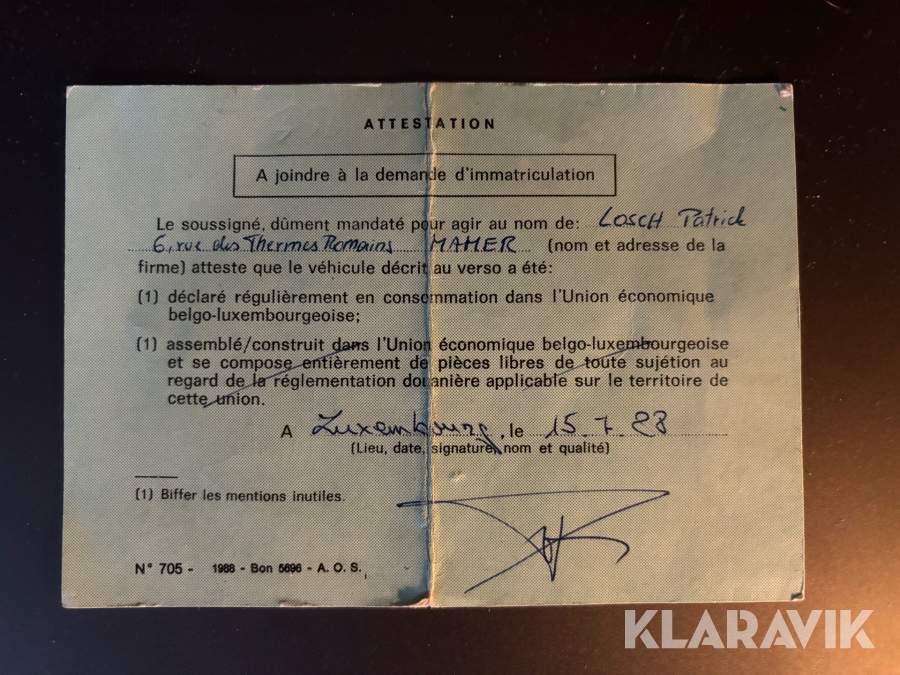 ATTESTATION
A joindre à la demande d'immatriculation
Le soussigné, dûment mandaté pour agir au nom de: LOSCH Patrick
6, rue des Thermes Romains MAMER (nom et adresse de la
firme) atteste que le véhicule décrit au verso a été:
(1) déclaré régulièrement en consommation dans l'Union économique
belgo-luxembourgeoise;
(1) assemblé/construit dans l'Union économique belgo-luxembourgeoise
et se compose entièrement de pièces libres de toute sujétion au
regard de la réglementation douanière applicable sur le territoire de
cette union.
A Luxembourg, le 15.7.88
(Lieu, date, signature, nom et qualité)
(1) Biffer les mentions inutiles.
N° 705 - 1988 - Bon 5696 - A. O. S.
KLARAVIK